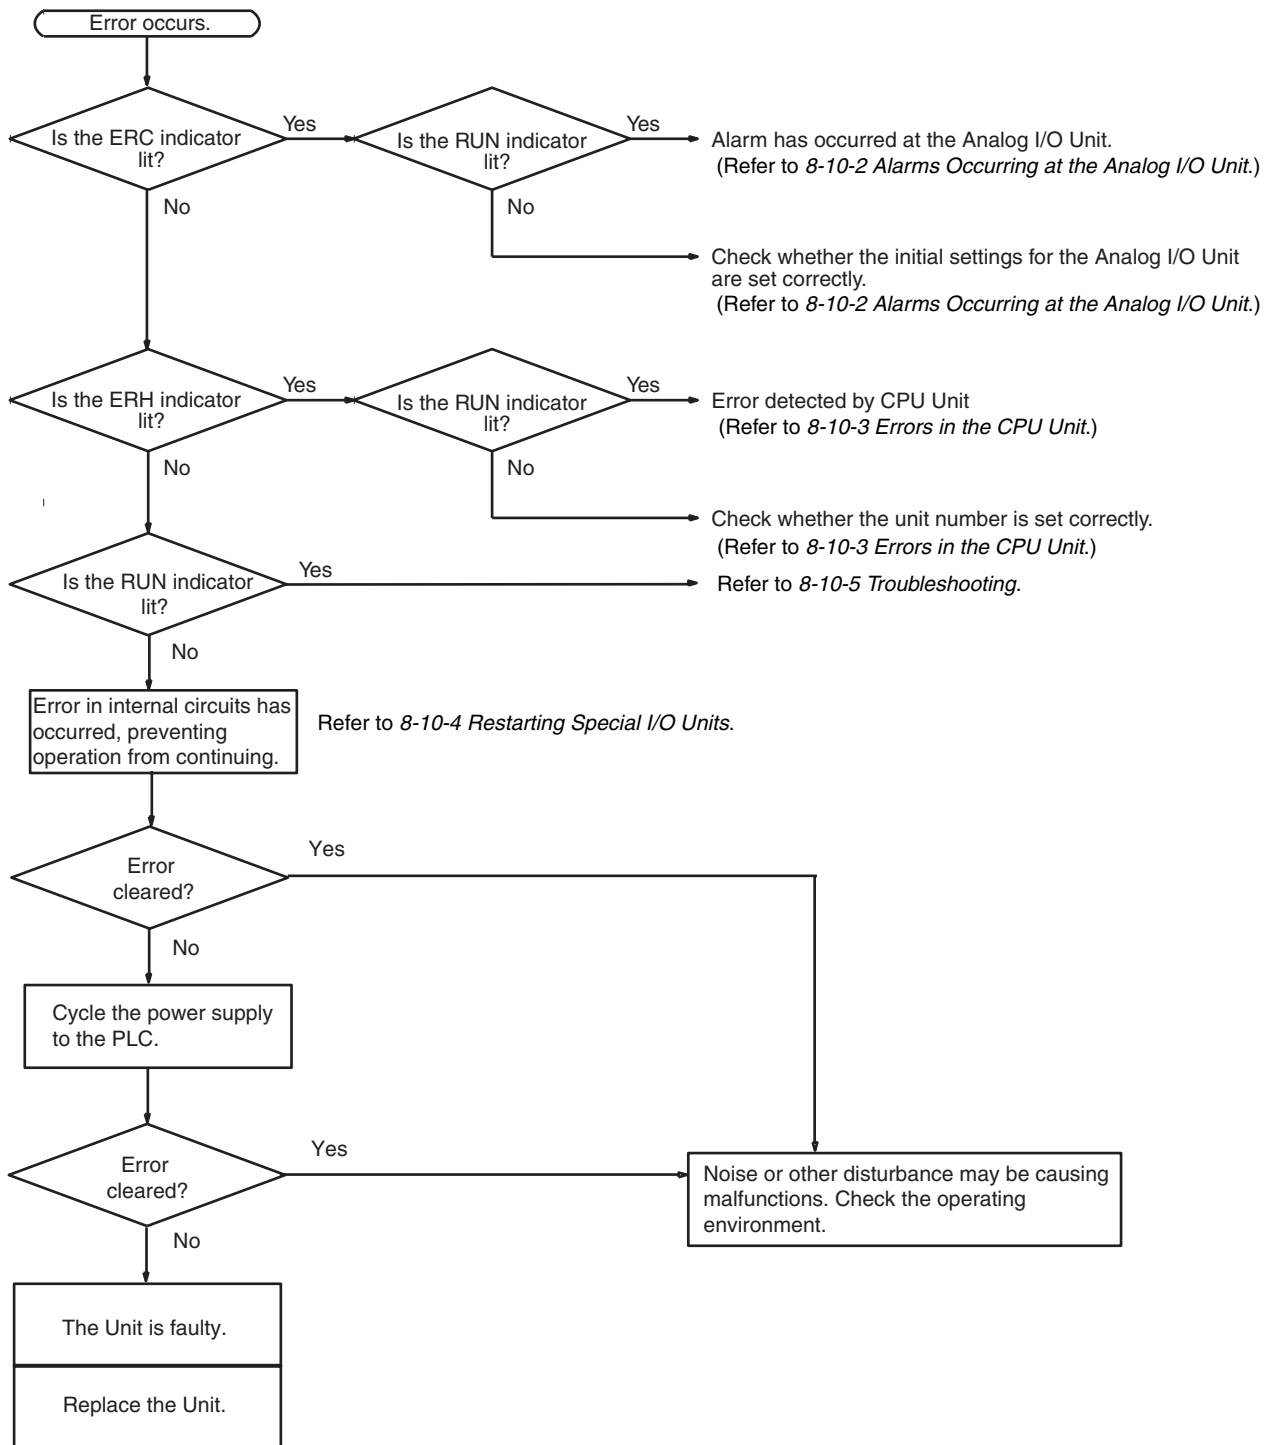 Error occurs.
Is the ERC indicator
lit?
Yes
Is the RUN indicator
lit?
Yes
Alarm has occurred at the Analog I/O Unit.
(Refer to 8-10-2 Alarms Occurring at the Analog I/O Unit.)
No
No
Check whether the initial settings for the Analog I/O Unit
are set correctly.
(Refer to 8-10-2 Alarms Occurring at the Analog I/O Unit.)
Is the ERH indicator
lit?
Yes
Is the RUN indicator
lit?
Yes
Error detected by CPU Unit
(Refer to 8-10-3 Errors in the CPU Unit.)
No
No
Check whether the unit number is set correctly.
(Refer to 8-10-3 Errors in the CPU Unit.)
Is the RUN indicator
lit?
Yes
Refer to 8-10-5 Troubleshooting.
No
Error in internal circuits has
occurred, preventing
operation from continuing.
Refer to 8-10-4 Restarting Special I/O Units.
Error
cleared?
Yes
No
Cycle the power supply
to the PLC.
Error
cleared?
Yes
Noise or other disturbance may be causing
malfunctions. Check the operating
environment.
No
The Unit is faulty.
Replace the Unit.